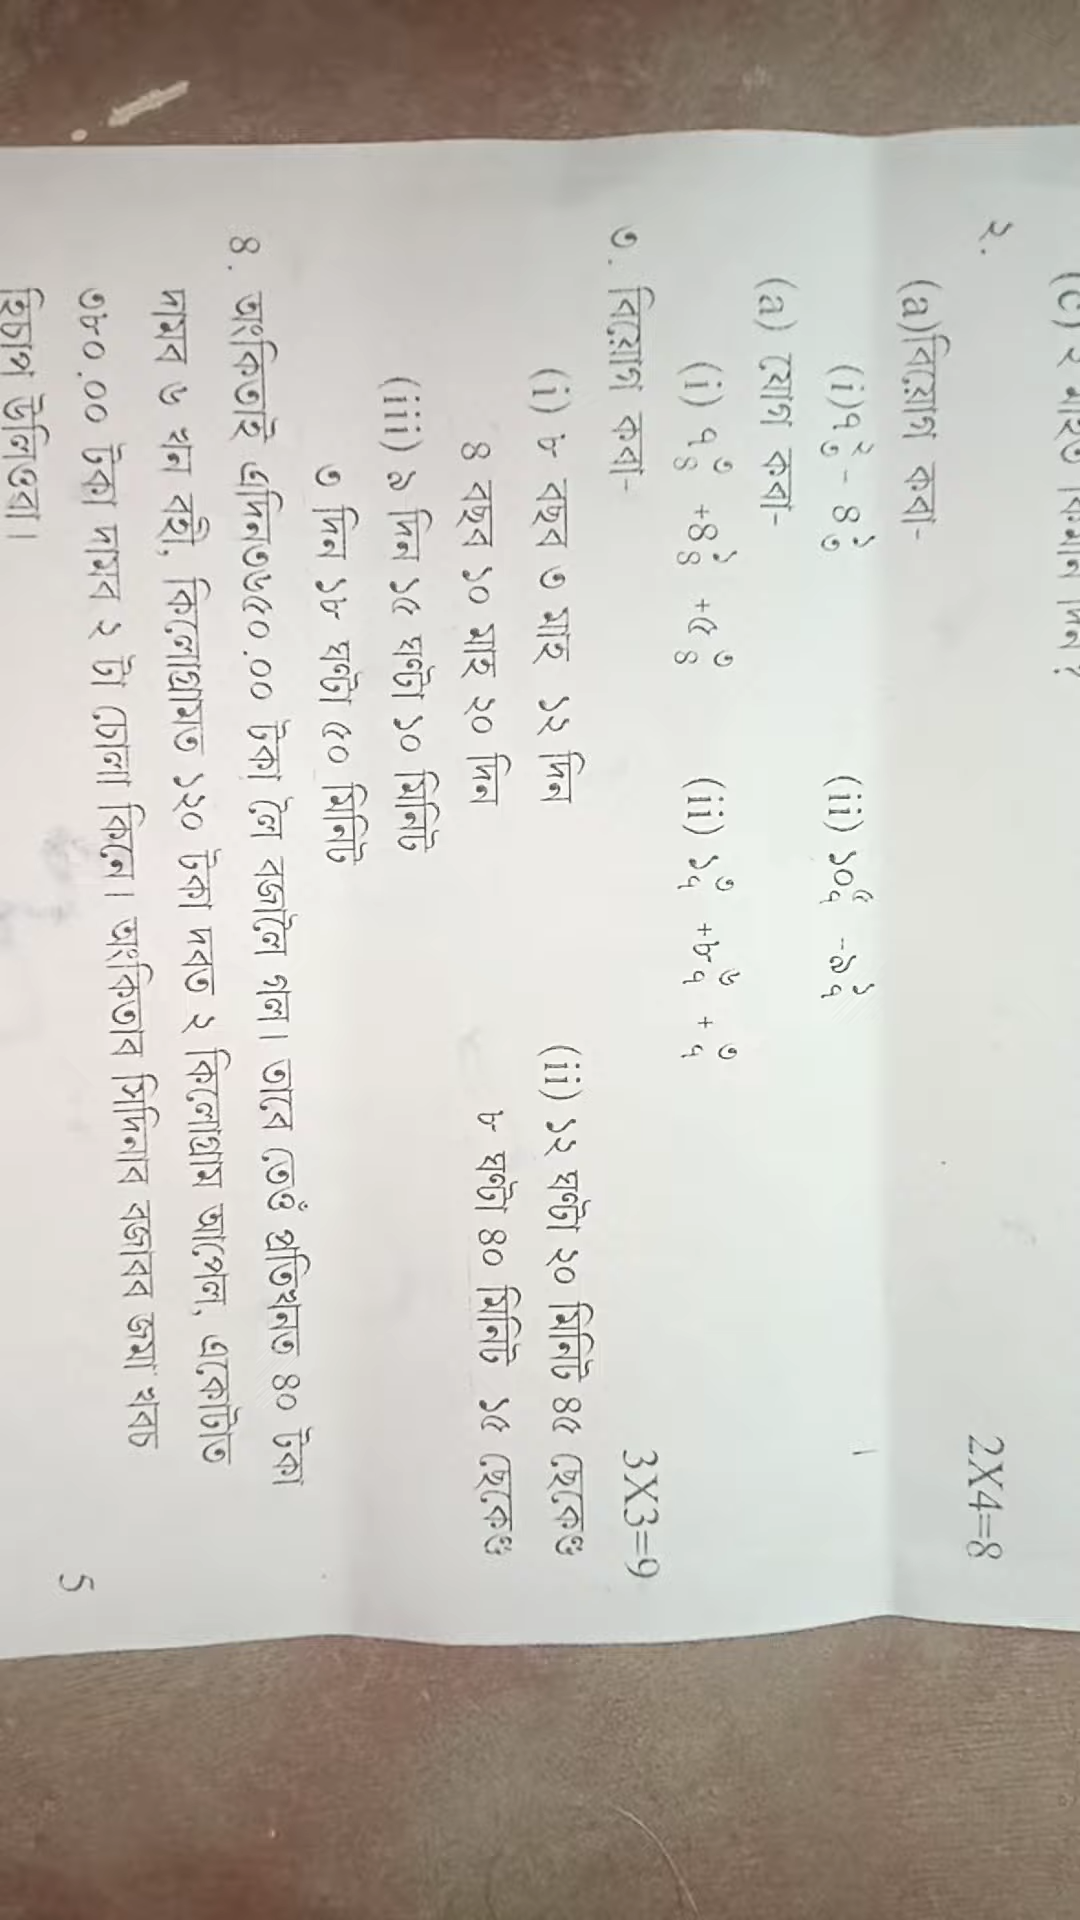 (c) ২ মাহত কিমান দিন?
২. 2X4=8
(a)বিয়োগ কৰা-
(i)৭ ২/৩ - ৪ ১/৩ (ii) ১০ ৫/৭ -৯ ১/৭
(a) যোগ কৰা-
(i) ৭ ৩/৪ +৪ ১/৪ +৫ ৩/৪ (ii) ১ ৩/৭ +৮ ৬/৭ + ৩/৭
৩. বিয়োগ কৰা- 3X3=9
(i) ৮ বছৰ ৩ মাহ ১২ দিন (ii) ১২ ঘণ্টা ২০ মিনিট ৪৫ ছেকেণ্ড
৪ বছৰ ১০ মাহ ২০ দিন ৮ ঘণ্টা ৪০ মিনিট ১৫ ছেকেণ্ড
(iii) ৯ দিন ১৫ ঘণ্টা ১০ মিনিট
৩ দিন ১৮ ঘণ্টা ৫০ মিনিট
৪. অংকিতাই এদিন৩৬৫০.০০ টকা লৈ বজালৈ গল। তাৰে তেওঁ প্ৰতিখনত ৪০ টকা
দামৰ ৬ খন বহী, কিলোগ্ৰামত ১২০ টকা দৰত ২ কিলোগ্ৰাম আপেল, একোটাত
৩৮০.০০ টকা দামৰ ২ টা চোলা কিনে। অংকিতাৰ সিদিনাৰ বজাৰৰ জমা খৰচ
হিচাপ উলিওৱা। 5